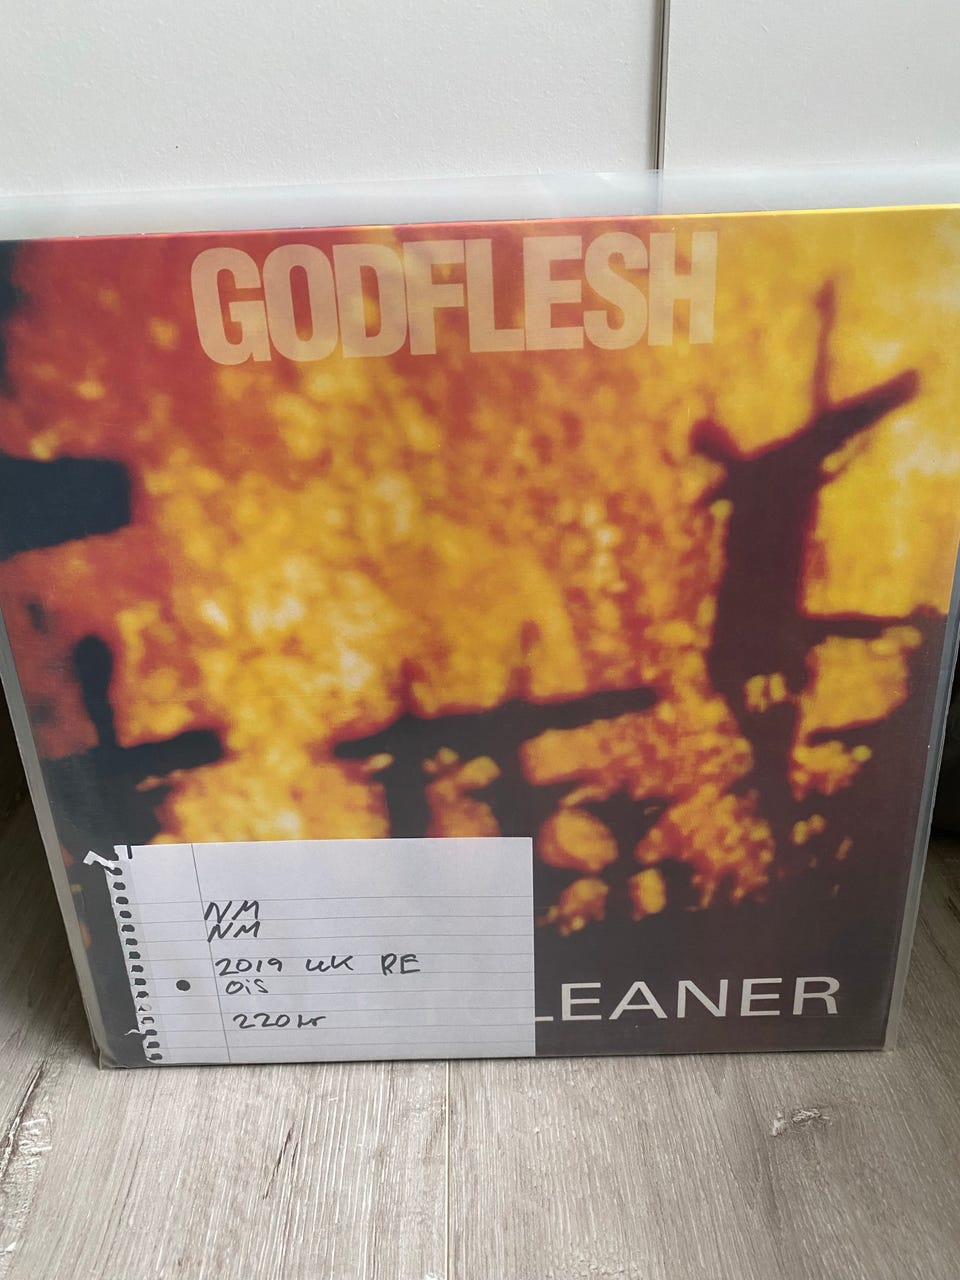 GODFLESH
NM
NM
2019 UK RE
OiS
220kr
LEANER